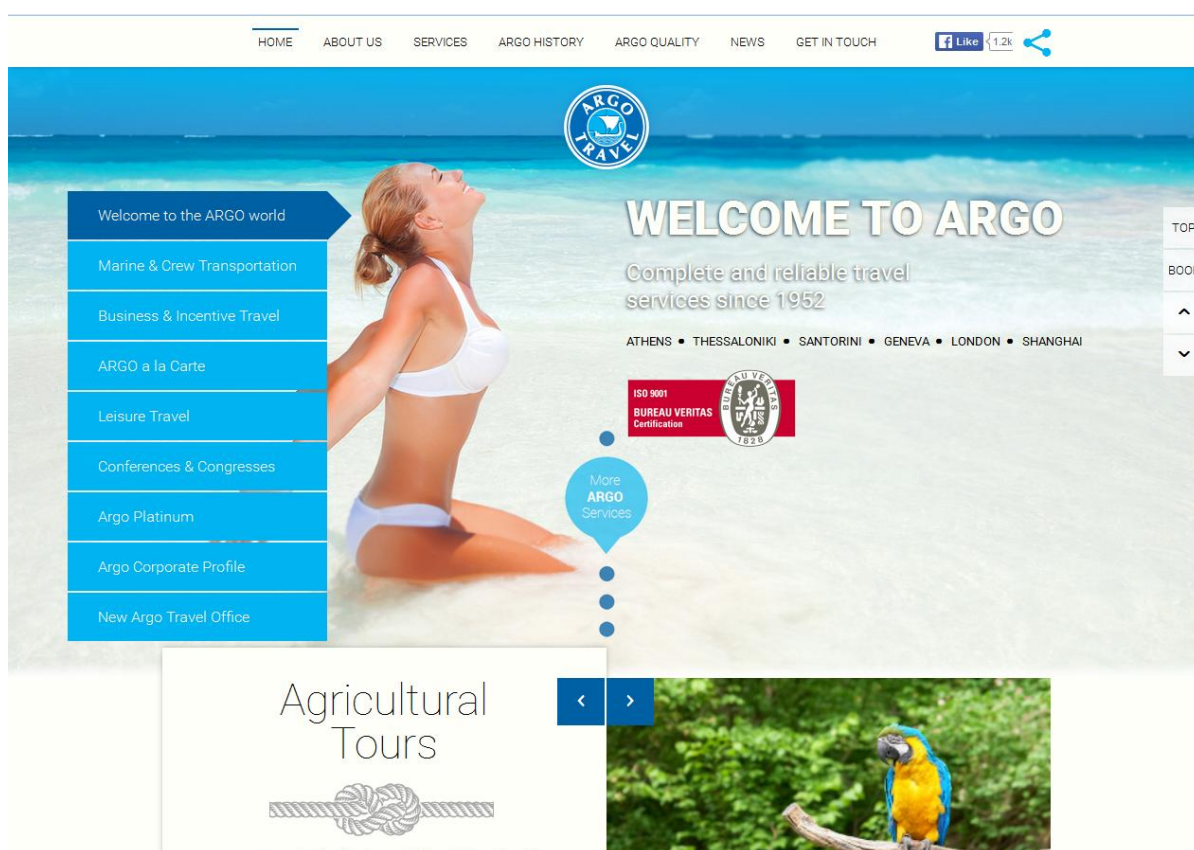 HOME ABOUT US SERVICES ARGO HISTORY ARGO QUALITY NEWS GET IN TOUCH
Like 1.2k
ARGO
TRAVEL
Welcome to the ARGO world
Marine & Crew Transportation
Business & Incentive Travel
ARGO a la Carte
Leisure Travel
Conferences & Congresses
Argo Platinum
Argo Corporate Profile
New Argo Travel Office
WELCOME TO ARGO
Complete and reliable travel
services since 1952
ATHENS • THESSALONIKI • SANTORINI • GENEVA • LONDON • SHANGHAI
ISO 9001
BUREAU VERITAS
Certification
BUREAU VERITAS
1828
More
ARGO
Services
TOP
BOO
Agricultural
Tours